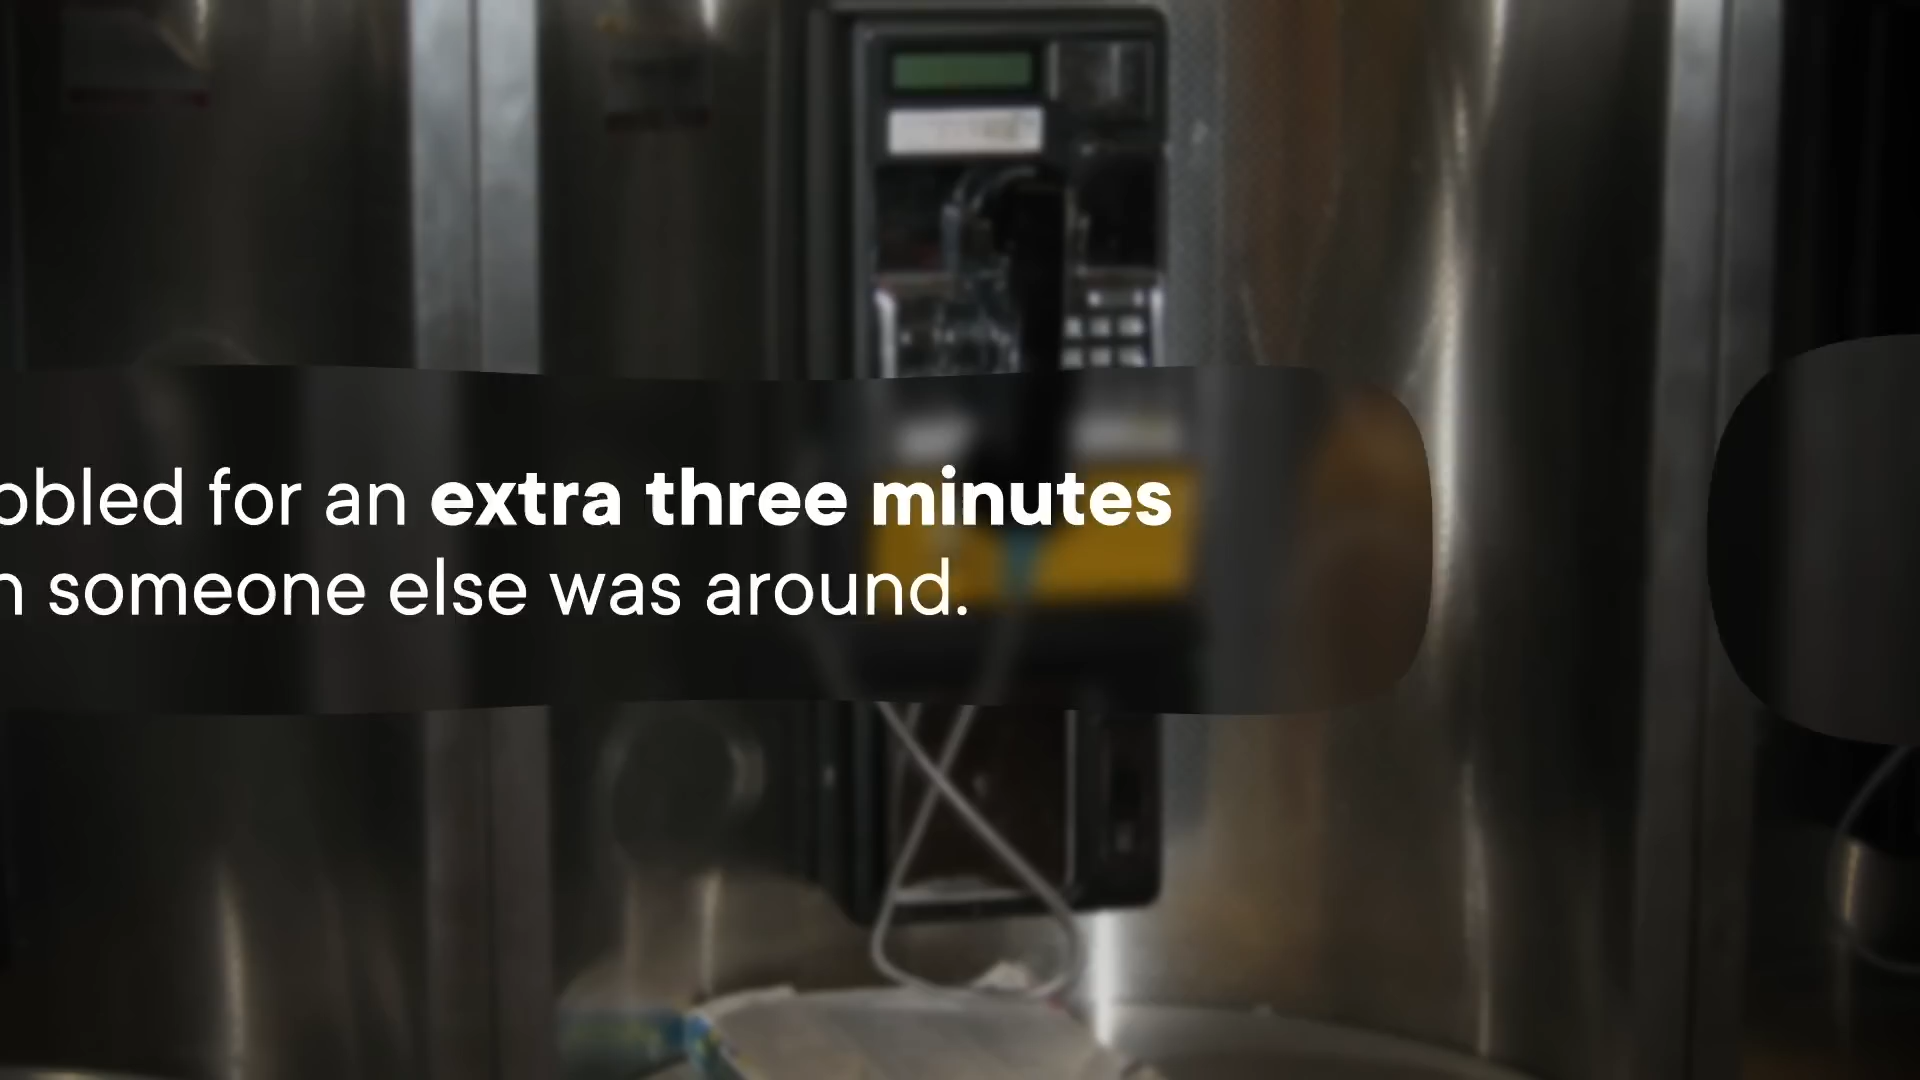 obbled for an extra three minutes
n someone else was around.